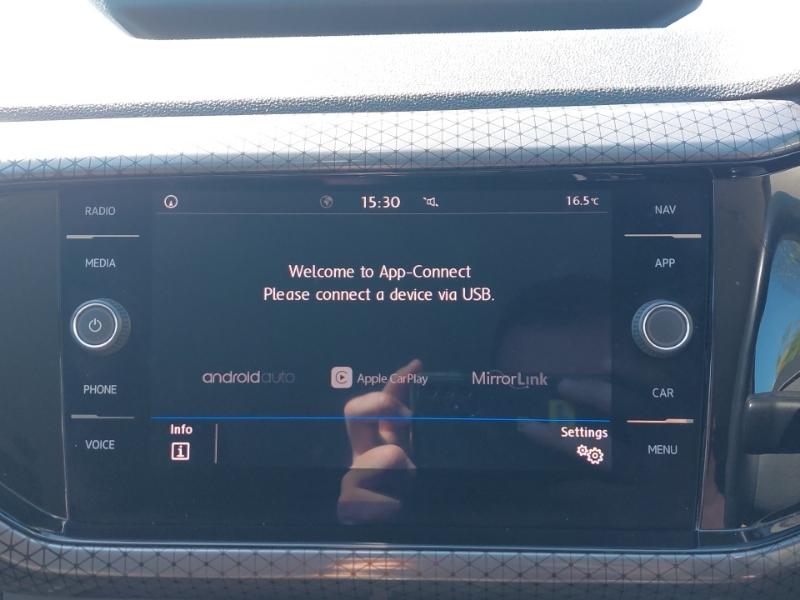 RADIO
MEDIA
PHONE
VOICE
15:30
16.5°C
Welcome to App-Connect
Please connect a device via USB.
androidauto
Apple CarPlay
MirrorLink
Info
i
Settings
NAV
APP
CAR
MENU